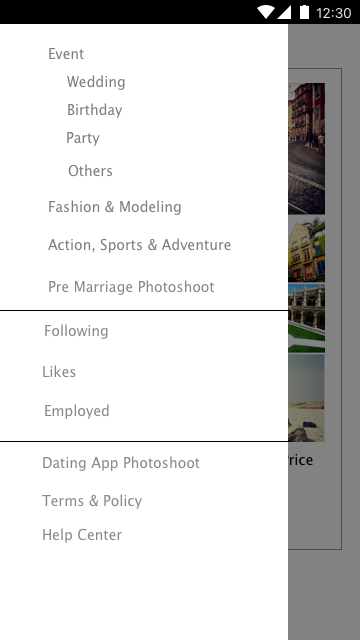 12:30
Event
Wedding
Birthday
Party
Others
Fashion & Modeling
Action, Sports & Adventure
Pre Marriage Photoshoot
Following
Likes
Employed
Dating App Photoshoot
Terms & Policy
Help Center